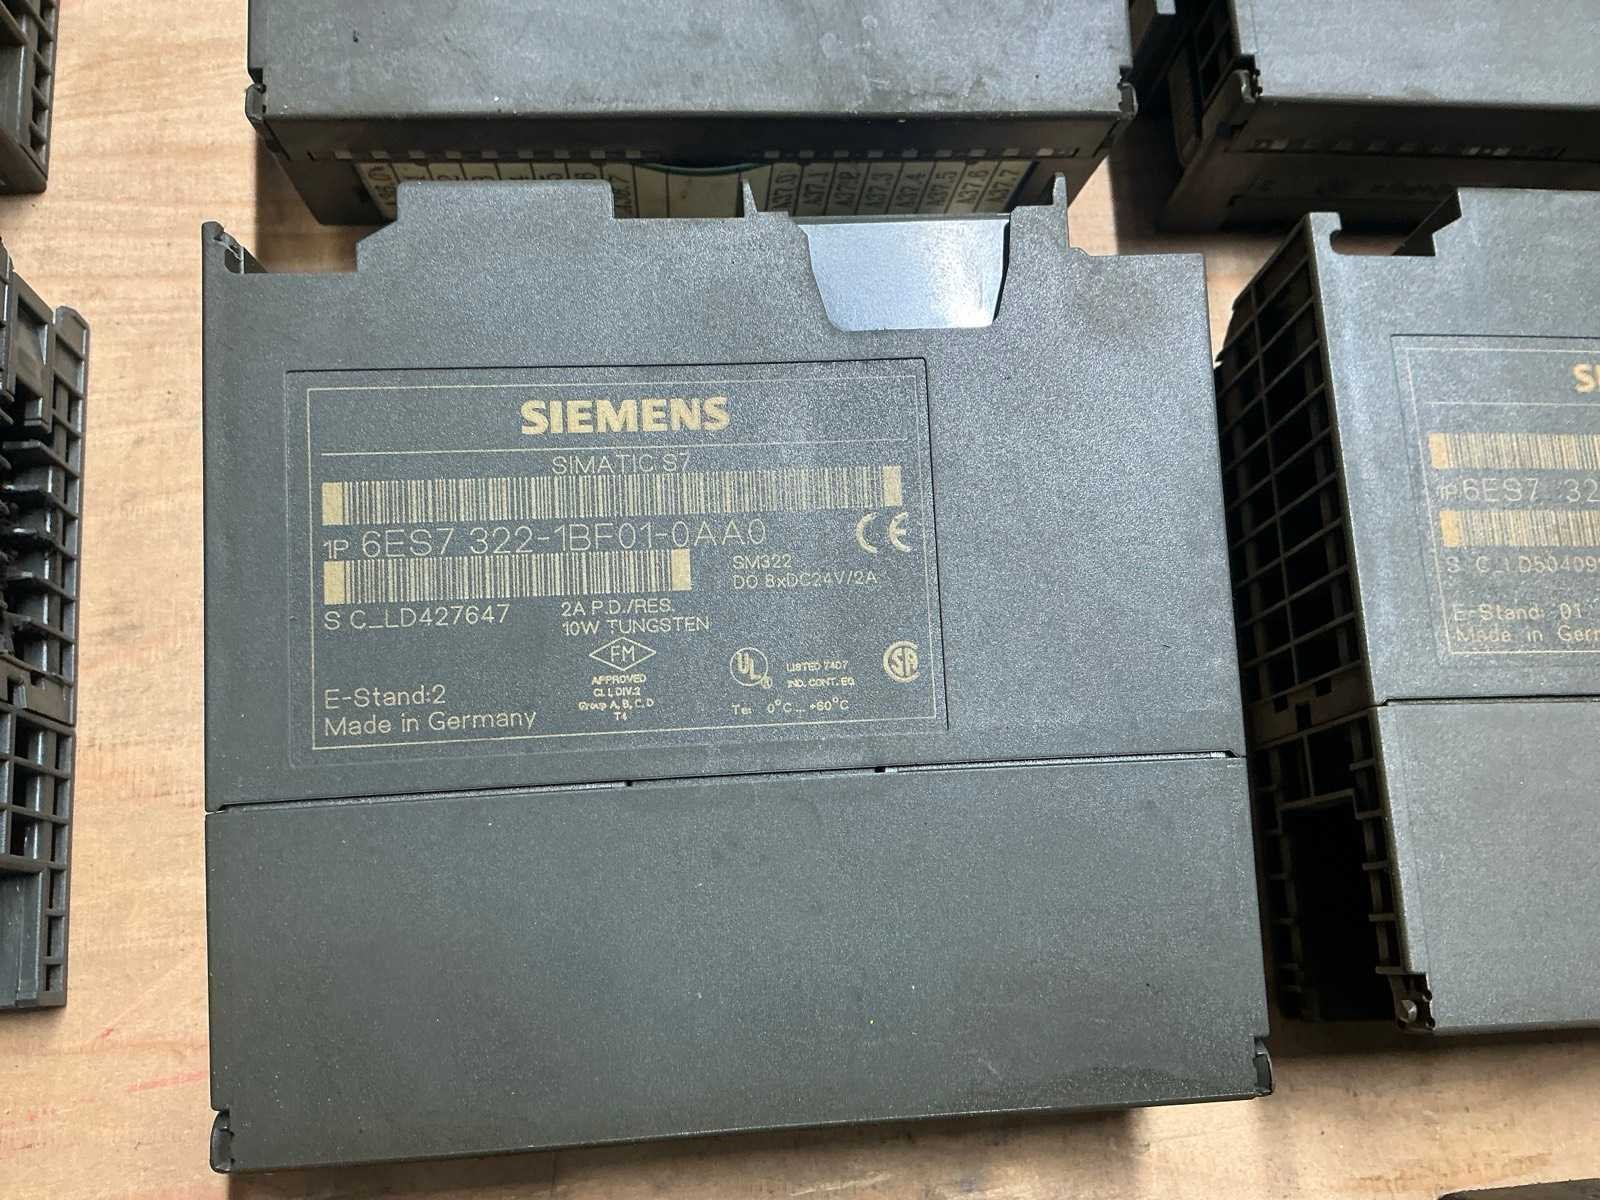 A37.0
A37.1
A37.2
A37.3
A37.4
A37.5
A37.6
A37.7
SIEMENS
SIMATIC S7
1P 6ES7 322-1BF01-0AA0
SM322
DO 8xDC24V/2A
S C_LD427647
2A P.D./RES.
10W TUNGSTEN
FM
APPROVED
CL I, DIV.2
Group A, B, C, D
T4
UL
LISTED 7407
IND. CONT. EQ
SA
Ta: 0°C... +60°C
E-Stand:2
Made in Germany
1P 6ES7 32
S C_LD50409
E-Stand: 01
Made in Ger